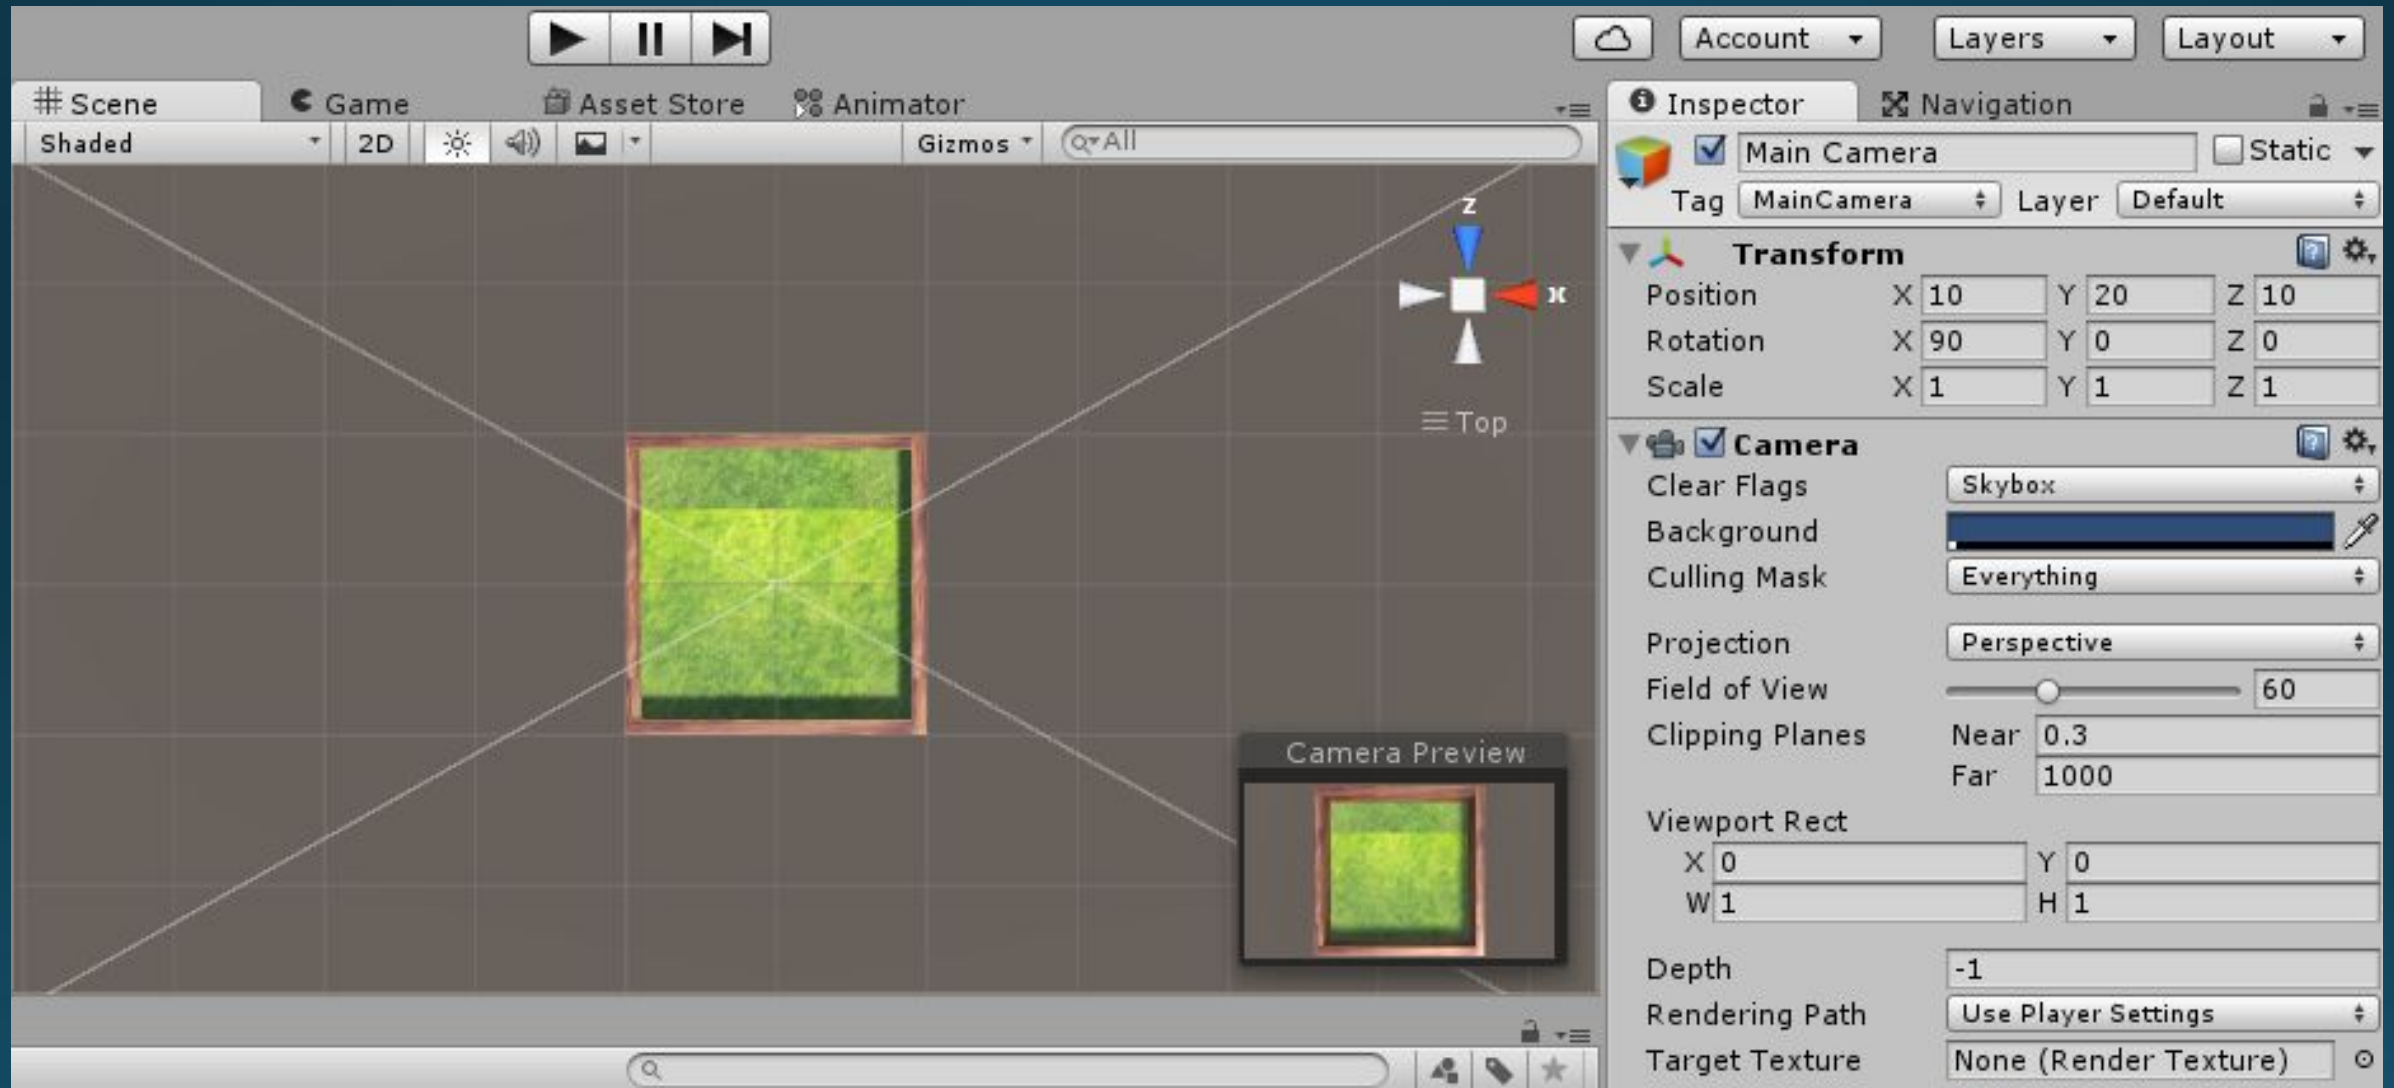 Account
Layers
Layout
Scene
Game
Asset Store
Animator
Inspector
Navigation
Shaded
2D
Gizmos
All
Main Camera
Static
Tag MainCamera Layer Default
z
x
Top
Transform
Position X 10 Y 20 Z 10
Rotation X 90 Y 0 Z 0
Scale X 1 Y 1 Z 1
Camera
Clear Flags Skybox
Background
Culling Mask Everything
Projection Perspective
Field of View 60
Clipping Planes Near 0.3
Far 1000
Viewport Rect
X 0 Y 0
W 1 H 1
Depth -1
Rendering Path Use Player Settings
Target Texture None (Render Texture)
Camera Preview